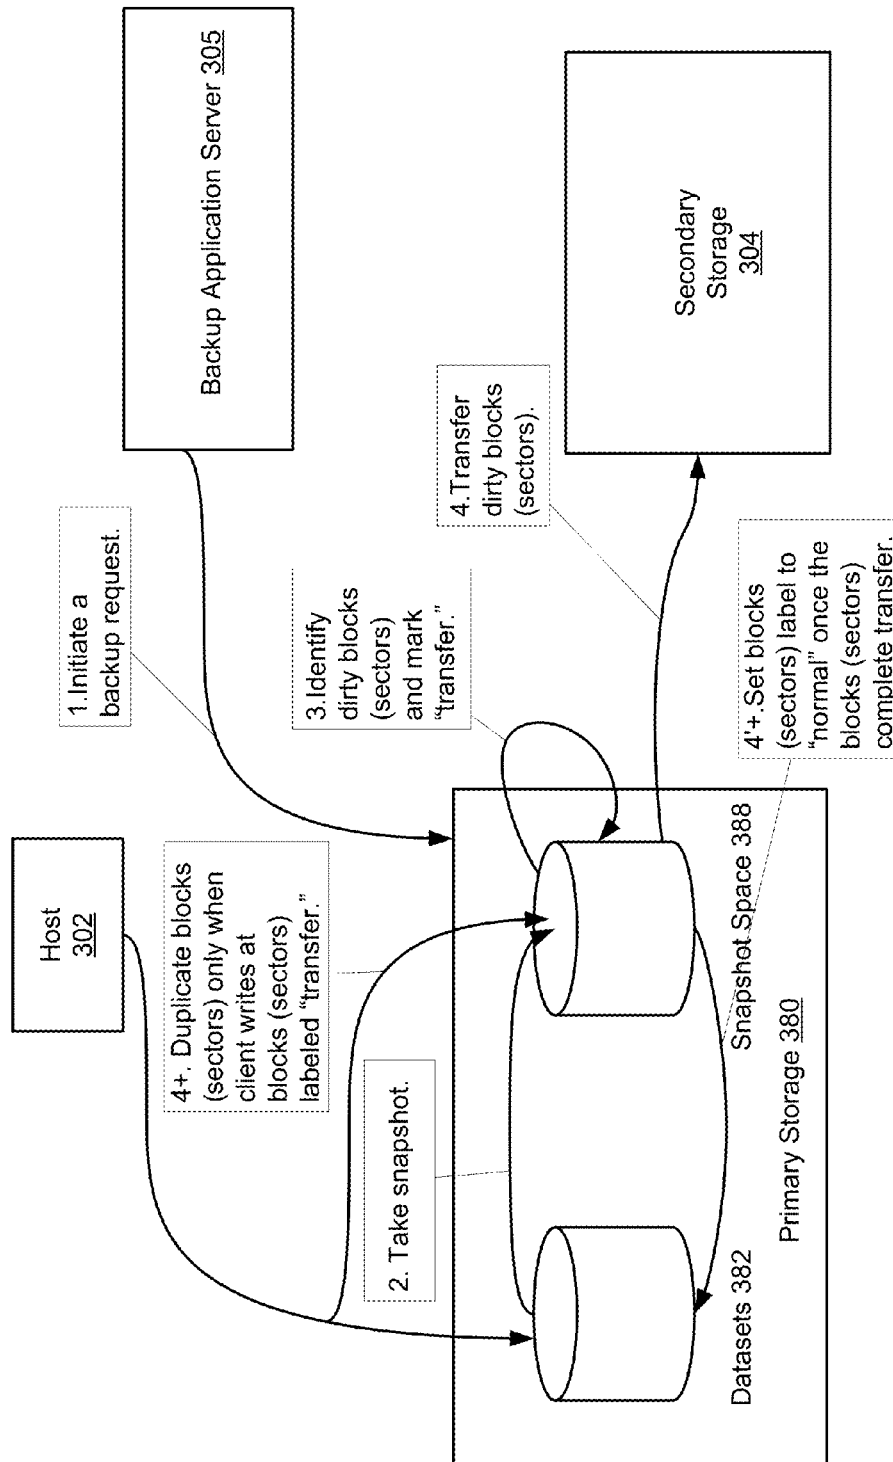 Host
302
Backup Application Server 305
1.Initiate a
backup request.
4+. Duplicate blocks
(sectors) only when
client writes at
blocks (sectors)
labeled “transfer.”
3.Identify
dirty blocks
(sectors)
and mark
“transfer.”
2. Take snapshot.
4.Transfer
dirty blocks
(sectors).
Secondary
Storage
304
Datasets 382
Snapshot Space 388
Primary Storage 380
4'+.Set blocks
(sectors) label to
“normal” once the
blocks (sectors)
complete transfer.